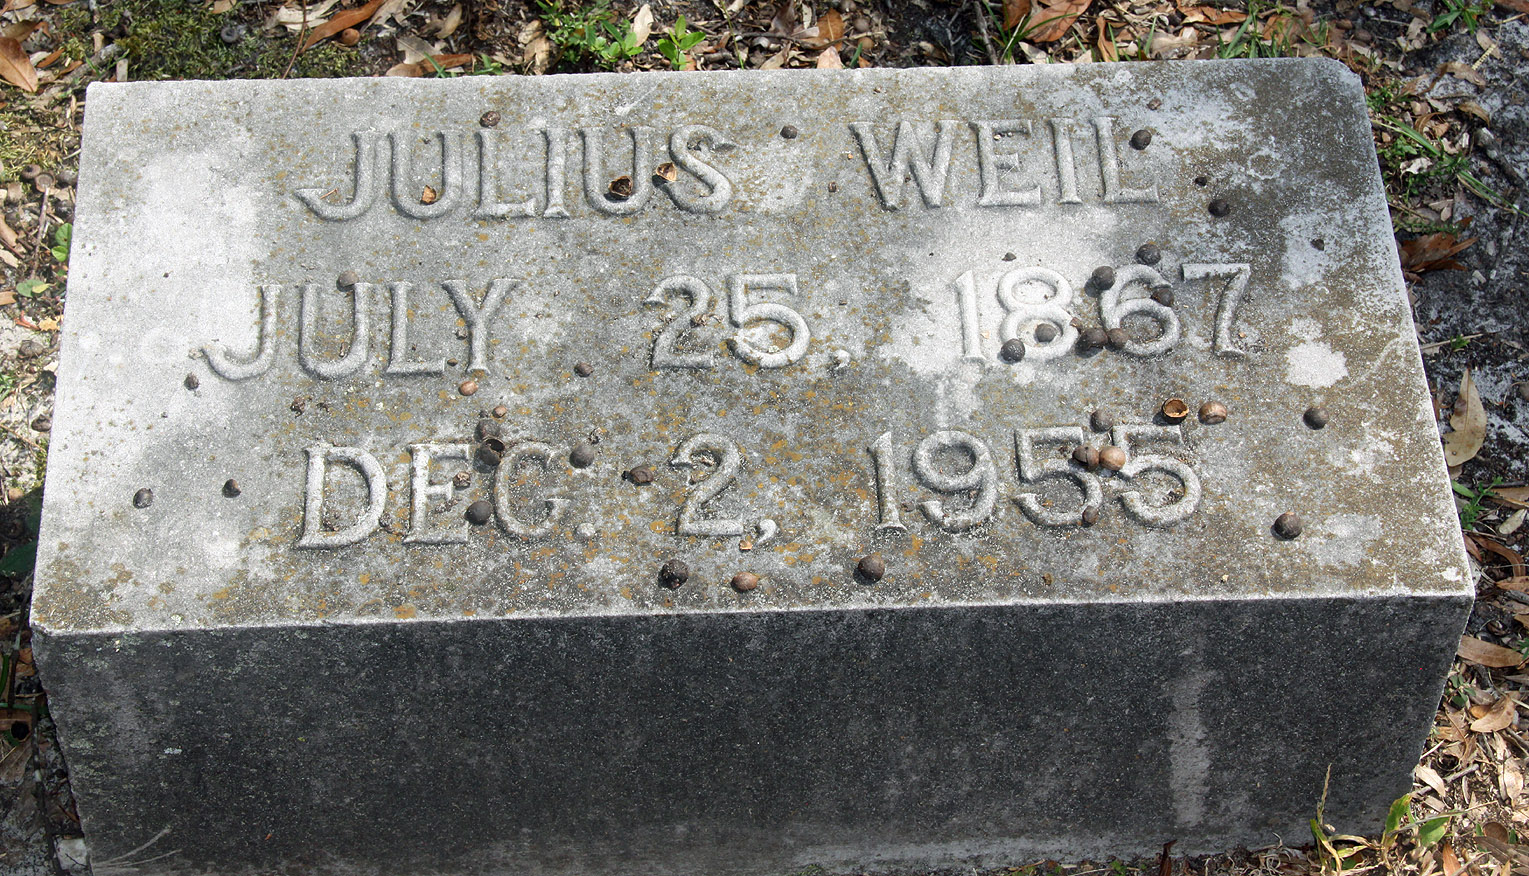 JULIUS WEIL
JULY 25, 1867
DEC. 2, 1955